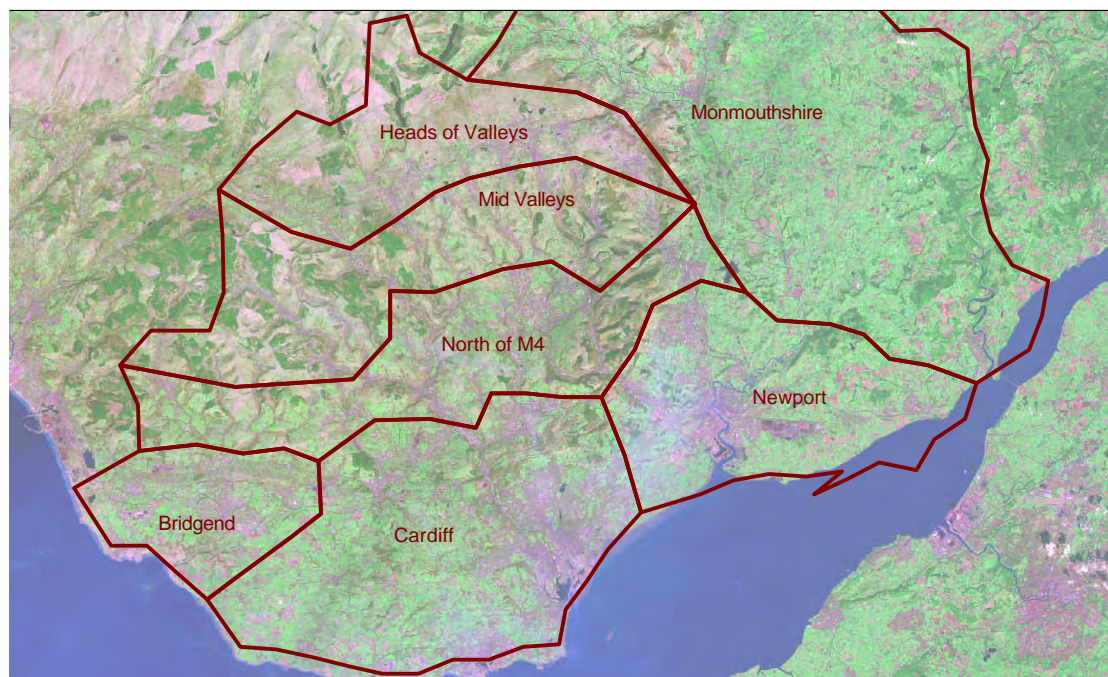 Monmouthshire
Heads of Valleys
Mid Valleys
North of M4
Newport
Bridgend
Cardiff